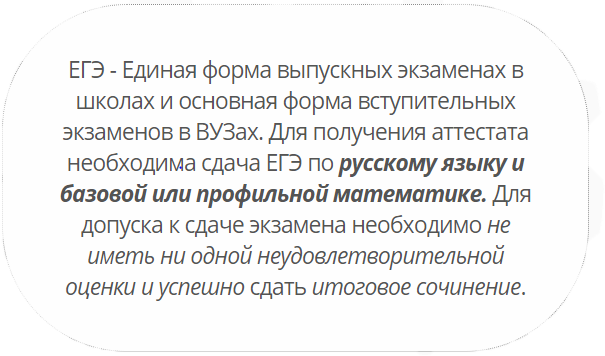 ЕГЭ - Единая форма выпускных экзаменах в
школах и основная форма вступительных
экзаменов в ВУЗах. Для получения аттестата
необходима сдача ЕГЭ по русскому языку и
базовой или профильной математике. Для
допуска к сдаче экзамена необходимо не
иметь ни одной неудовлетворительной
оценки и успешно сдать итоговое сочинение.